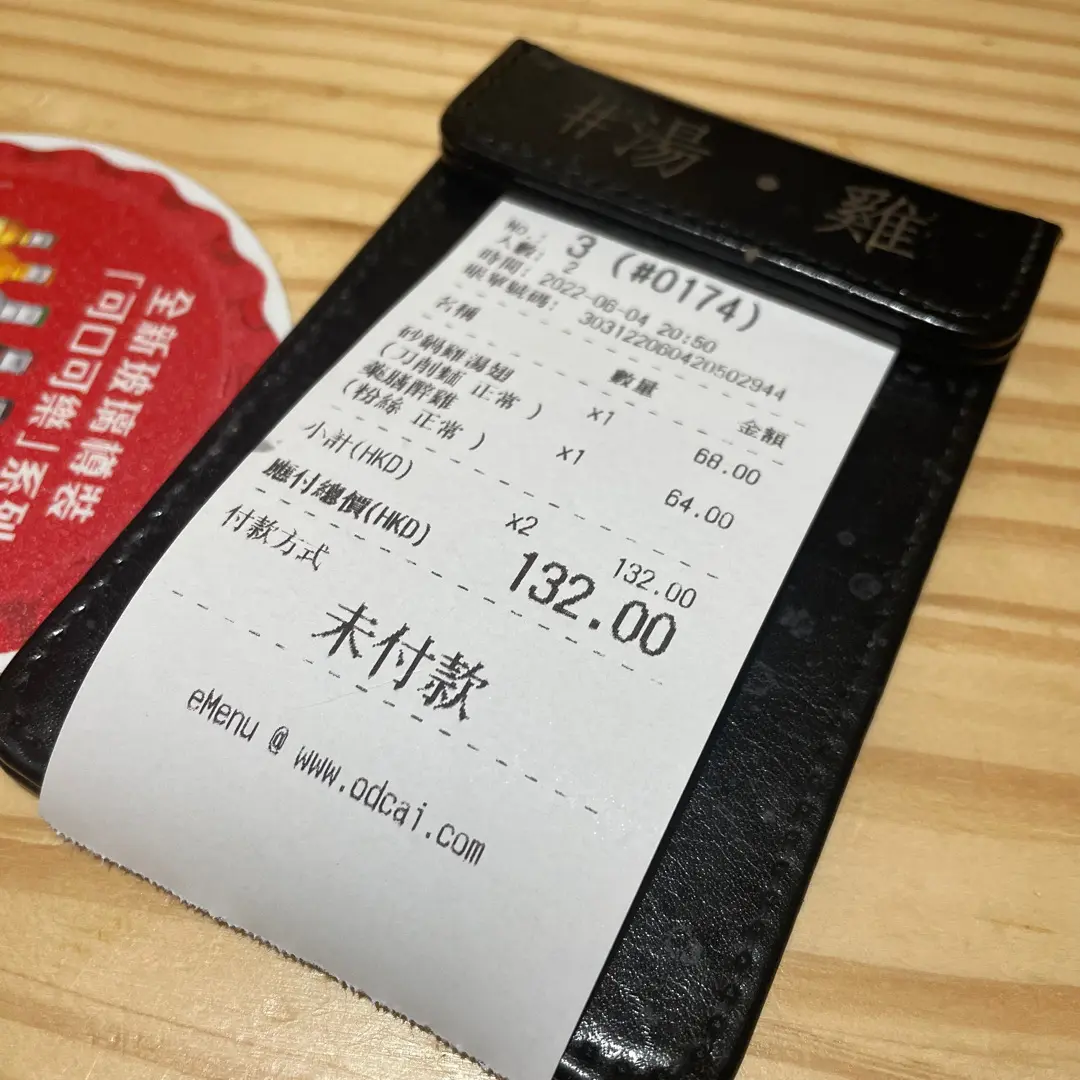 #湯・雞
No.: 3 (#0174)
人數: 2
時間: 2022-06-04 20:50
單號碼: 303122060420502944
名稱 數量 金額
砂鍋雞湯翅 x1 68.00
(刀削麵 正常 )
藥膳醉雞 x1 64.00
(粉絲 正常 )
小計(HKD) x2 132.00
應付總價(HKD) 132.00
付款方式
未付款
eMenu @ www.odcai.com
全新玻璃樽裝
「可口可樂」系列